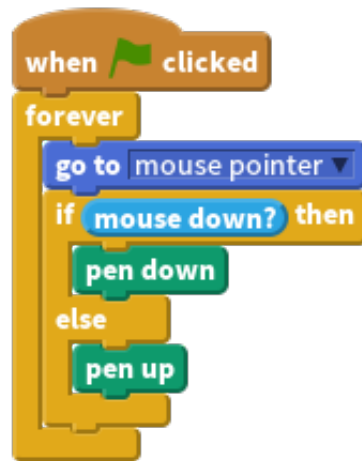 when clicked
forever
go to mouse pointer
if mouse down? then
pen down
else
pen up